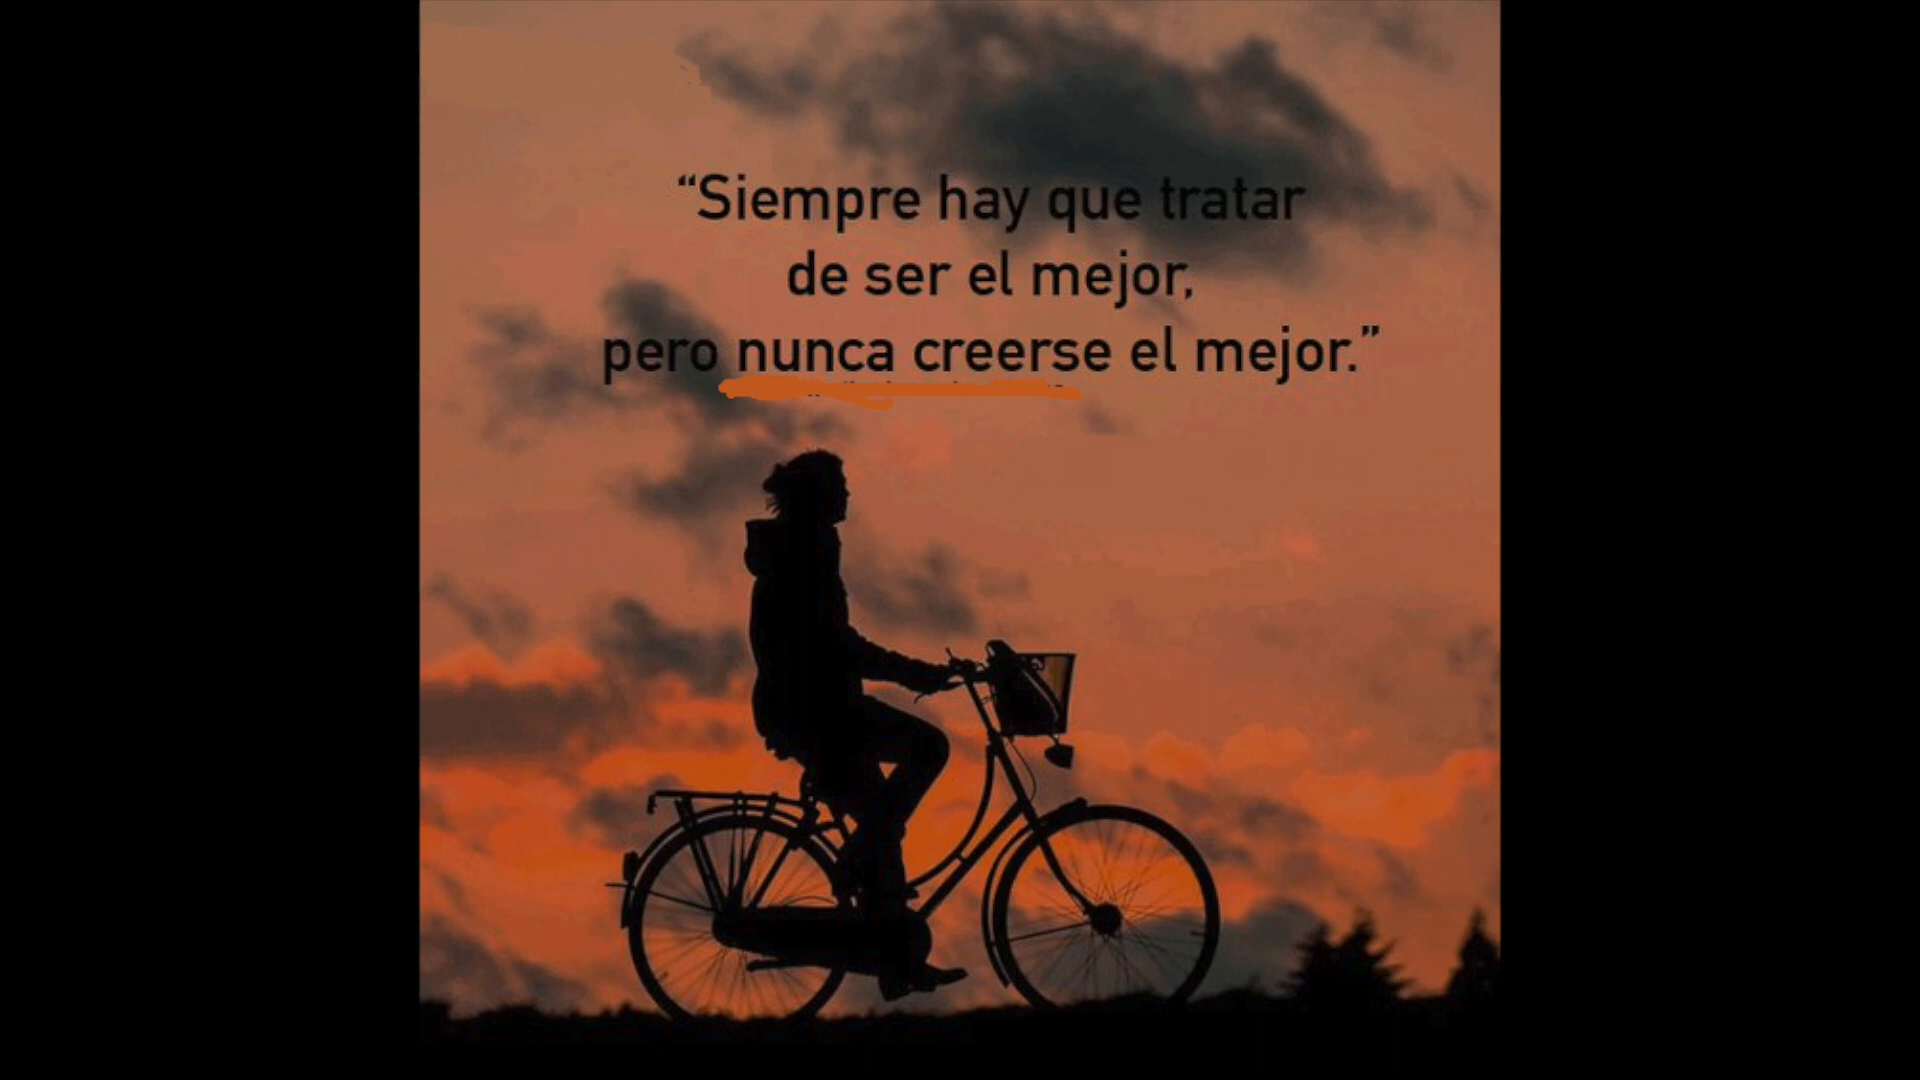 “Siempre hay que tratar
de ser el mejor,
pero nunca creerse el mejor.”